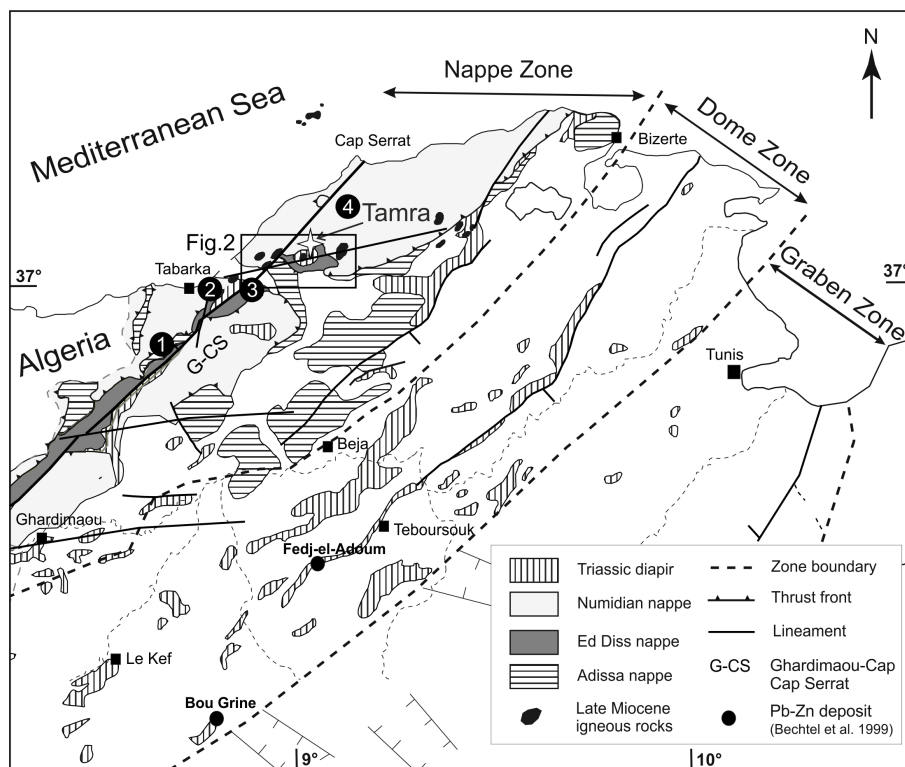 N
Nappe Zone
Dome Zone
Graben Zone
Mediterranean Sea
Cap Serrat
Bizerte
4
Tamra
Fig.2
37°
37°
Tabarka
2
3
1
Algeria
G-CS
Tunis
Beja
Ghardimaou
Teboursouk
Fedj-el-Adoum
Le Kef
Bou Grine
9°
10°
Triassic diapir
Numidian nappe
Ed Diss nappe
Adissa nappe
Late Miocene
igneous rocks
Zone boundary
Thrust front
Lineament
G-CS Ghardimaou-Cap
Cap Serrat
Pb-Zn deposit
(Bechtel et al. 1999)